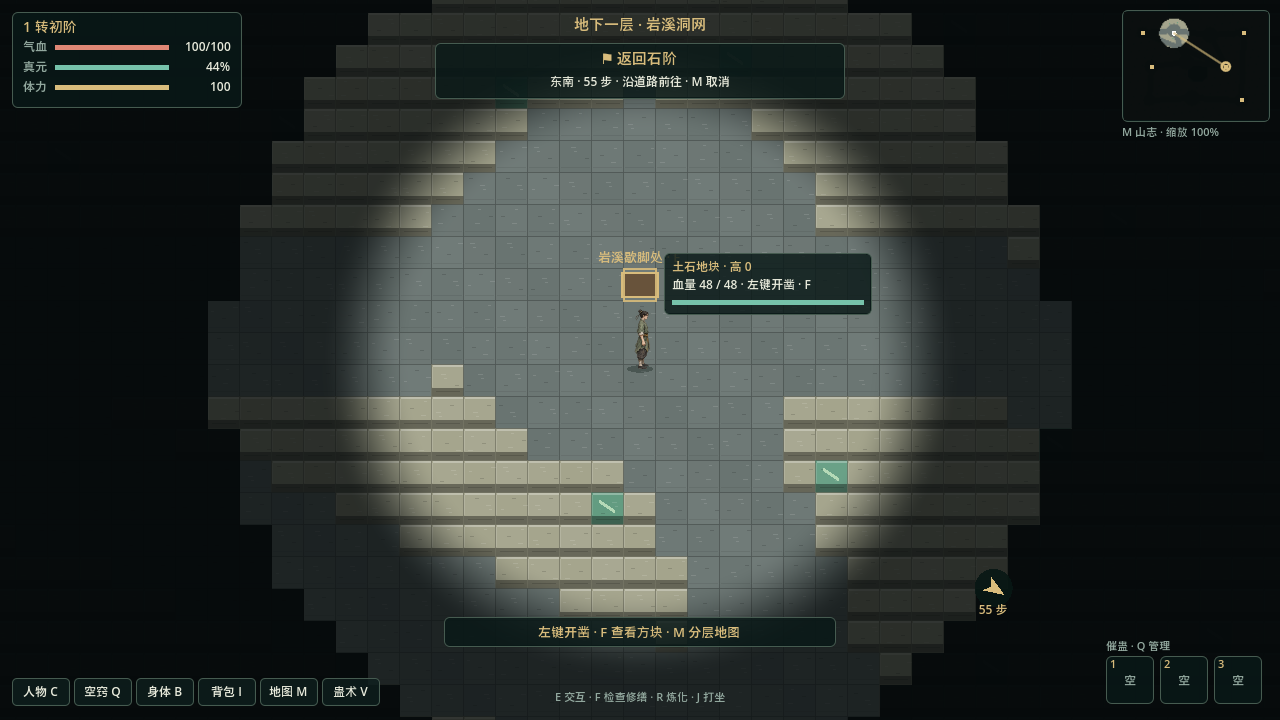 1 转初阶
气血 100/100
真元 44%
体力 100
地下一层 · 岩溪洞网
⚑ 返回石阶
东南 · 55 步 · 沿道路前往 · M 取消
M 山志 · 缩放 100%
岩溪歇脚处
土石地块 · 高 0
血量 48 / 48 · 左键开凿 · F
55 步
左键开凿 · F 查看方块 · M 分层地图
催蛊 · Q 管理
1 空
2 空
3 空
人物 C
空窍 Q
身体 B
背包 I
地图 M
蛊术 V
E 交互 · F 检查修缮 · R 炼化 · J 打坐